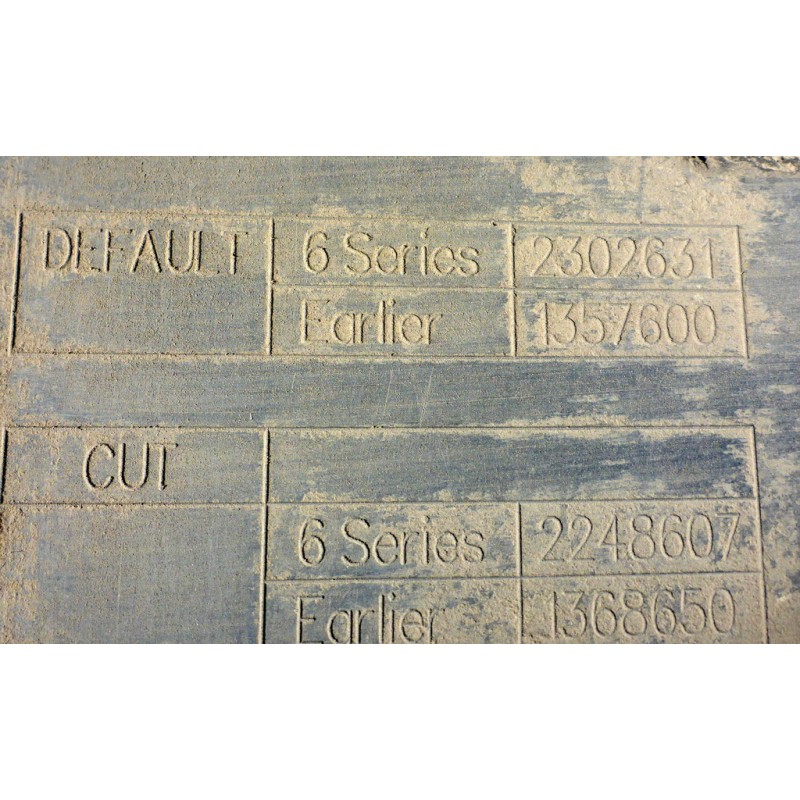 DEFAULT 6 Series 2302631
Earlier 1357600
CUT
6 Series 2248607
Earlier 1368650